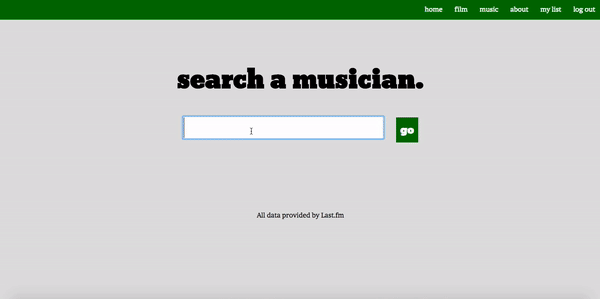 home film music about my list log out
search a musician.
go
All data provided by Last.fm